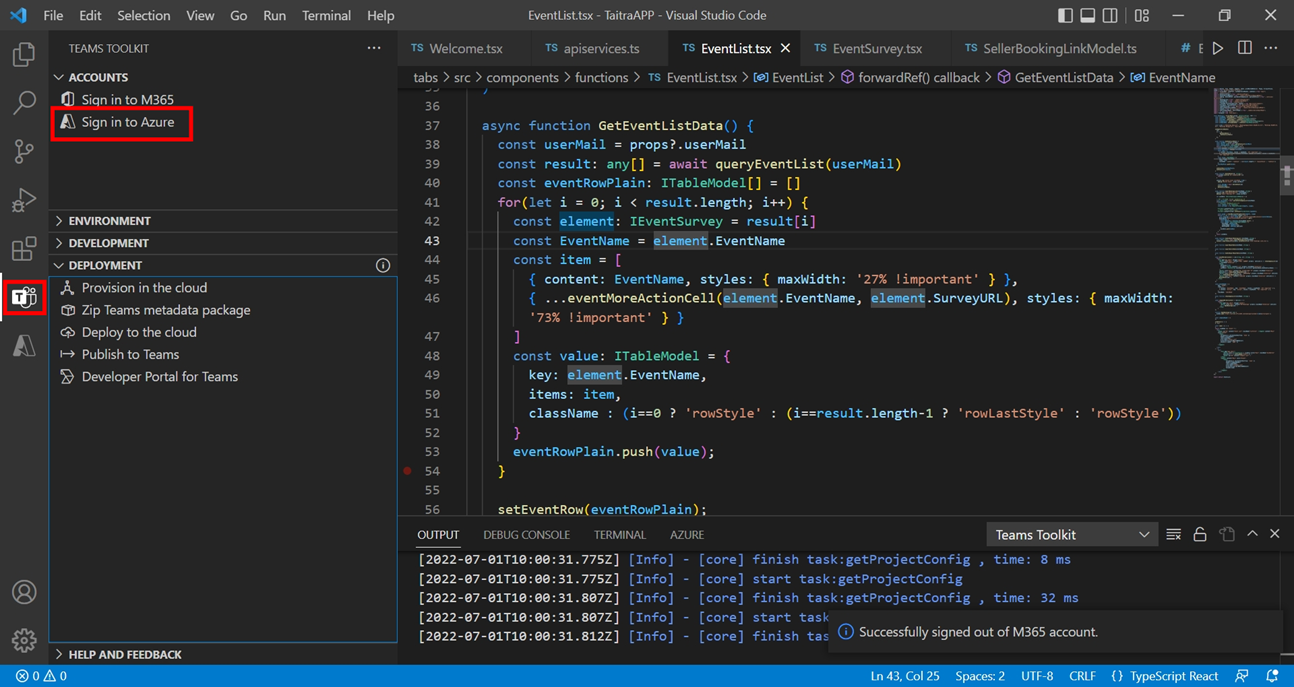 File Edit Selection View Go Run Terminal Help EventList.tsx - TaitraAPP - Visual Studio Code
TEAMS TOOLKIT
ACCOUNTS
Sign in to M365
Sign in to Azure
ENVIRONMENT
DEVELOPMENT
DEPLOYMENT
Provision in the cloud
Zip Teams metadata package
Deploy to the cloud
Publish to Teams
Developer Portal for Teams
HELP AND FEEDBACK
TS Welcome.tsx TS apiservices.ts TS EventList.tsx TS EventSurvey.tsx TS SellerBookingLinkModel.ts # E
tabs > src > components > functions > TS EventList.tsx > EventList > forwardRef() callback > GetEventListData > EventName
36
37 async function GetEventListData() {
38 const userMail = props?.userMail
39 const result: any[] = await queryEventList(userMail)
40 const eventRowPlain: ITableModel[] = []
41 for(let i = 0; i < result.length; i++) {
42 const element: IEventSurvey = result[i]
43 const EventName = element.EventName
44 const item = [
45 { content: EventName, styles: { maxWidth: '27% !important' } },
46 { ...eventMoreActionCell(element.EventName, element.SurveyURL), styles: { maxWidth:
'73% !important' } }
47 ]
48 const value: ITableModel = {
49 key: element.EventName,
50 items: item,
51 className : (i==0 ? 'rowStyle' : (i==result.length-1 ? 'rowLastStyle' : 'rowStyle'))
52 }
53 eventRowPlain.push(value);
54 }
55
56 setEventRow(eventRowPlain);
OUTPUT DEBUG CONSOLE TERMINAL AZURE Teams Toolkit
[2022-07-01T10:00:31.775Z] [Info] - [core] finish task:getProjectConfig , time: 8 ms
[2022-07-01T10:00:31.775Z] [Info] - [core] start task:getProjectConfig
[2022-07-01T10:00:31.807Z] [Info] - [core] finish task:getProjectConfig , time: 32 ms
[2022-07-01T10:00:31.807Z] [Info] - [core] start task
[2022-07-01T10:00:31.812Z] [Info] - [core] finish tas
Successfully signed out of M365 account.
0 0 Ln 43, Col 25 Spaces: 2 UTF-8 CRLF {} TypeScript React